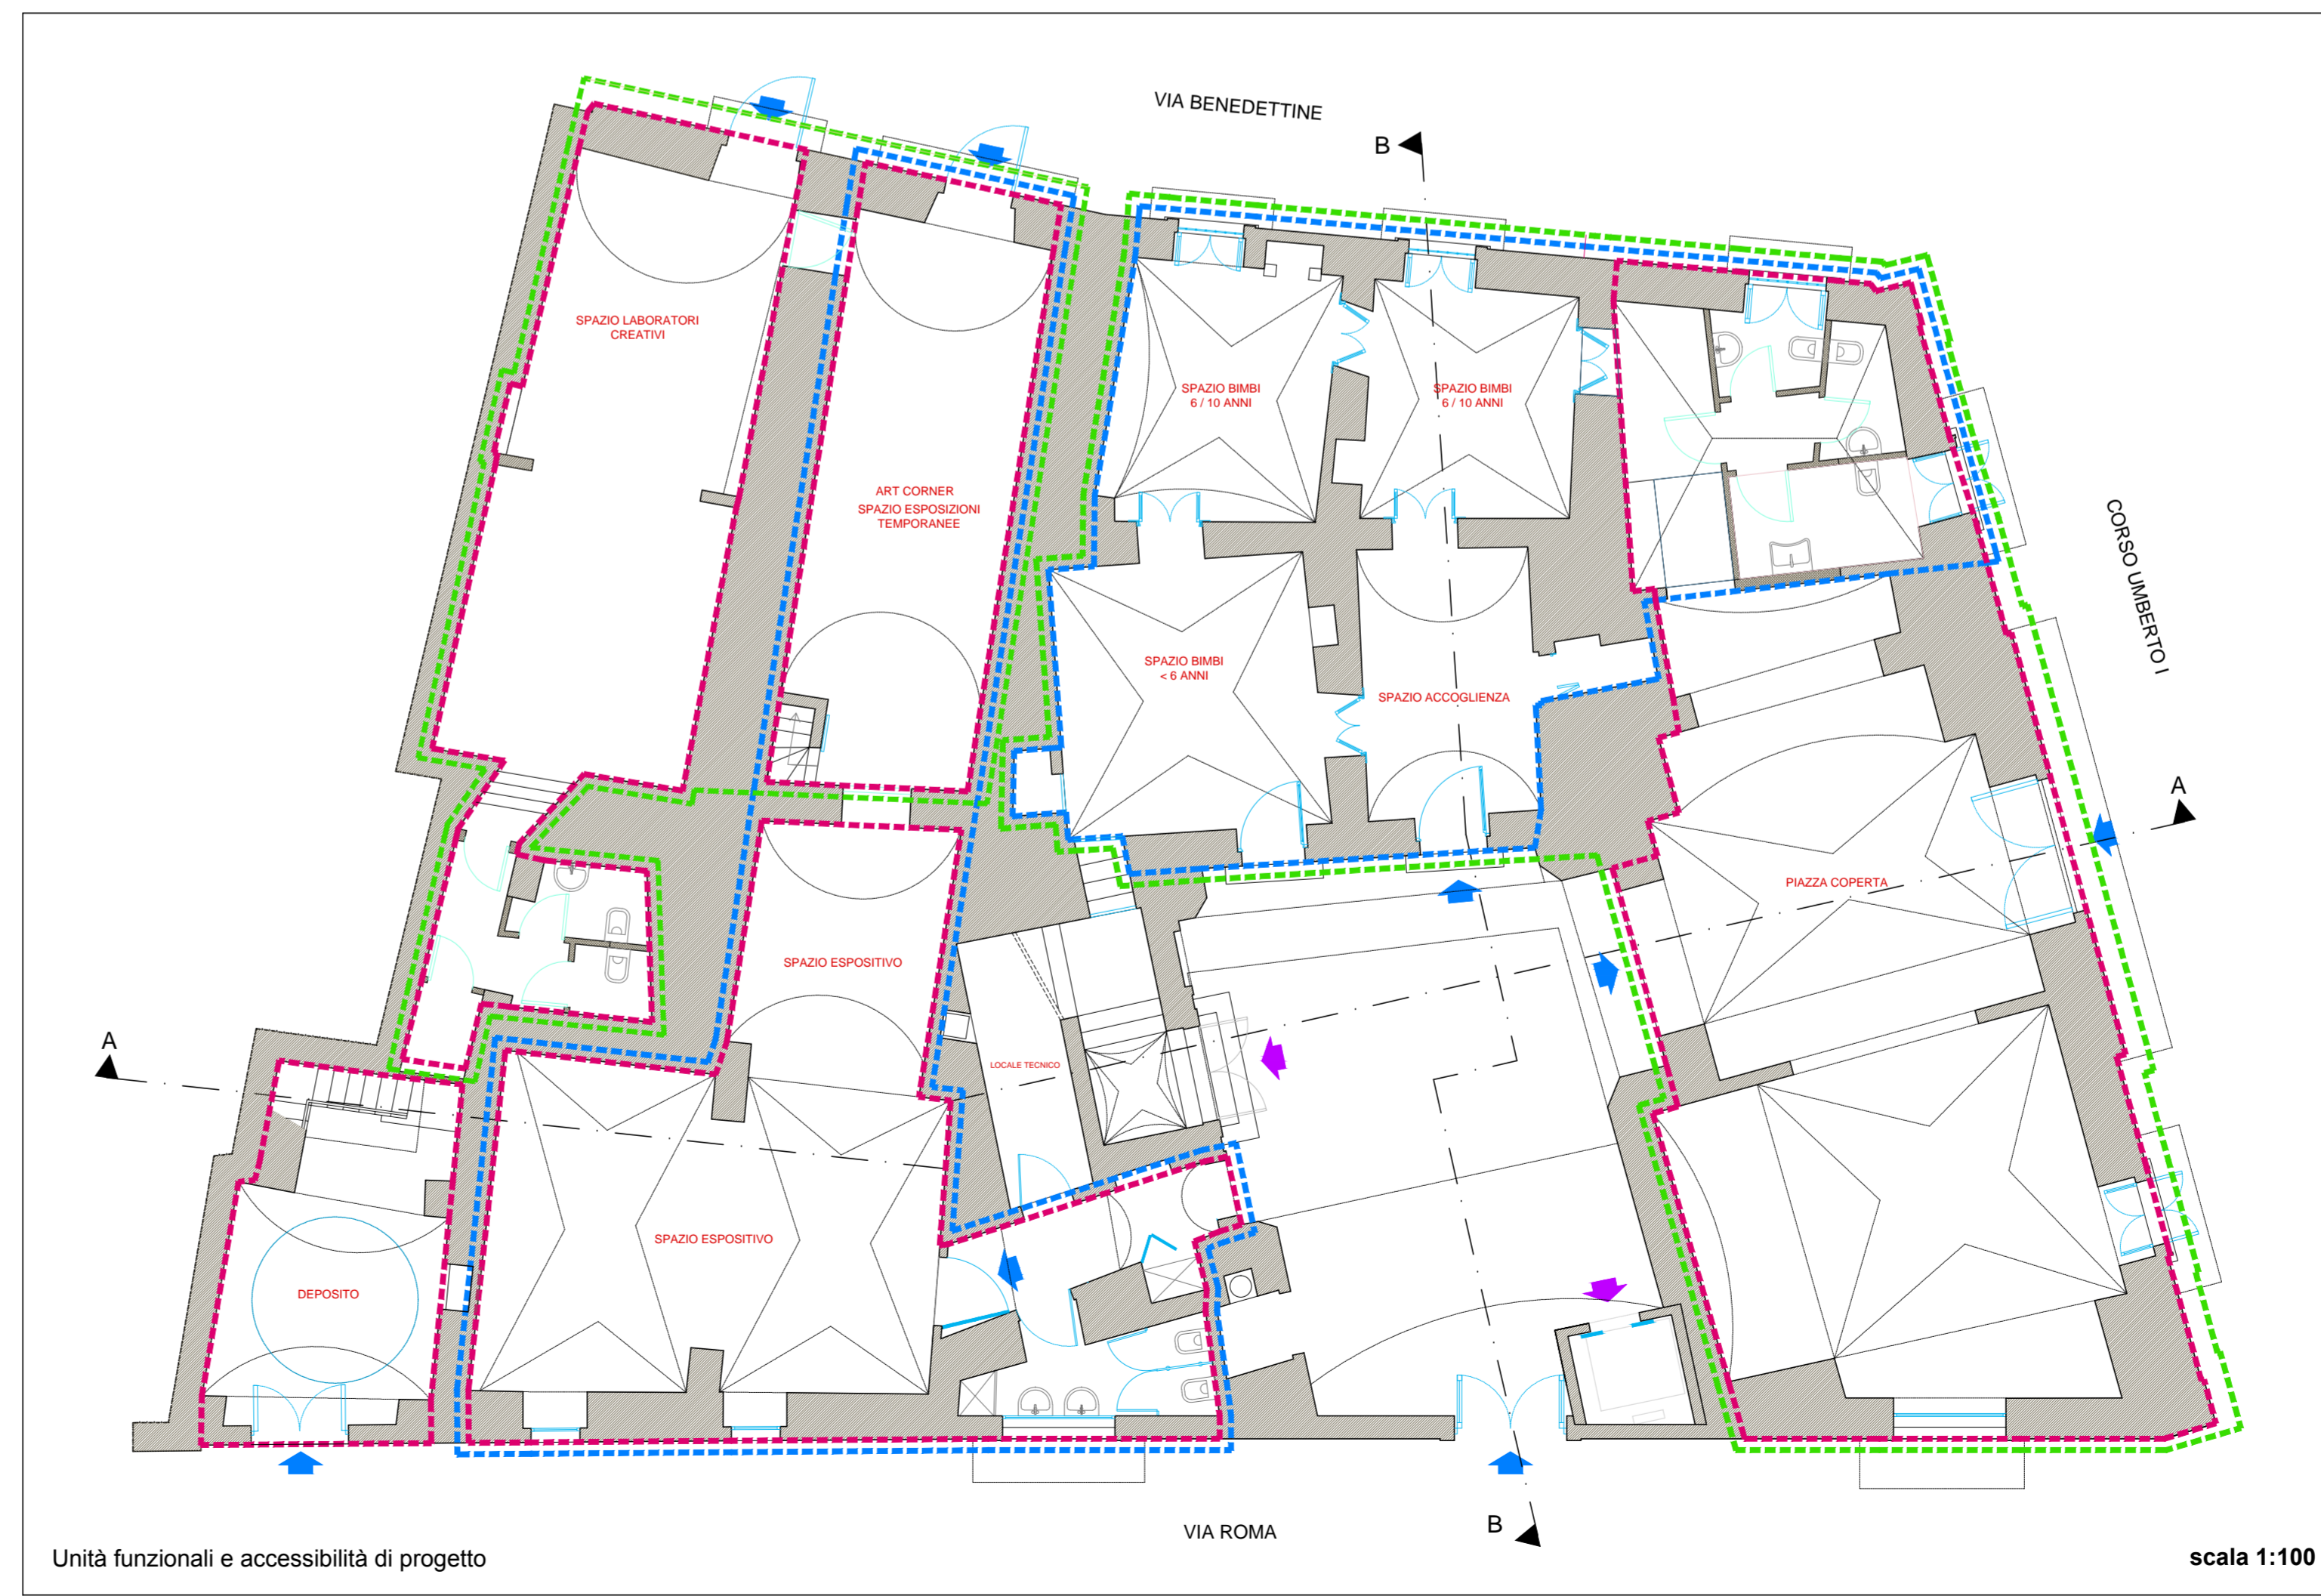 VIA BENEDETTINE
B
SPAZIO LABORATORI
CREATIVI
SPAZIO BIMBI
6 / 10 ANNI
SPAZIO BIMBI
6 / 10 ANNI
ART CORNER
SPAZIO ESPOSIZIONI
TEMPORANEE
CORSO UMBERTO I
SPAZIO BIMBI
< 6 ANNI
SPAZIO ACCOGLIENZA
A
PIAZZA COPERTA
SPAZIO ESPOSITIVO
A
LOCALE TECNICO
SPAZIO ESPOSITIVO
DEPOSITO
VIA ROMA
B
Unità funzionali e accessibilità di progetto
scala 1:100